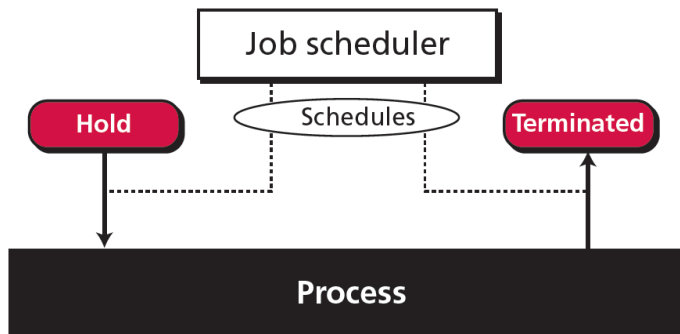 Job scheduler
Hold
Schedules
Terminated
Process